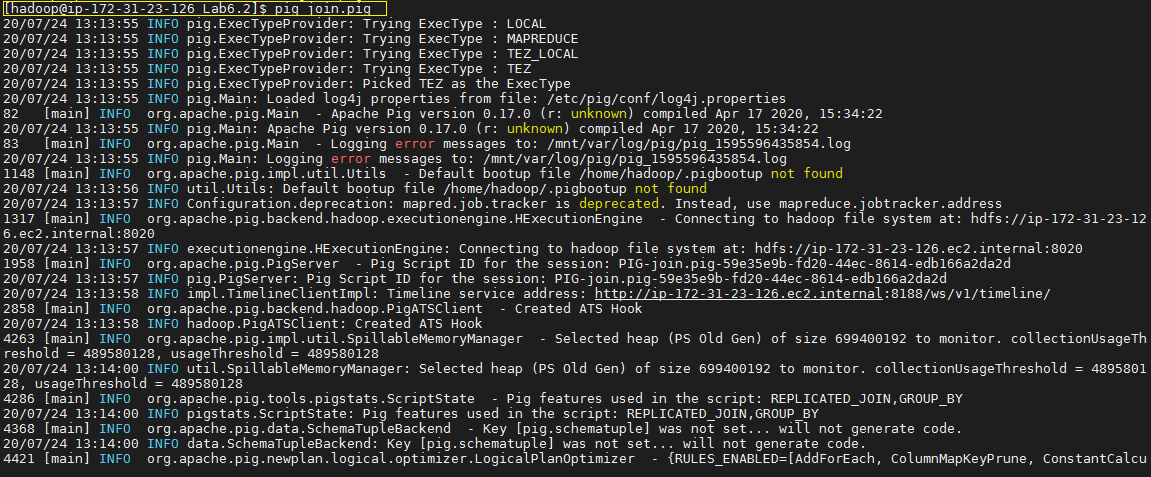 [hadoop@ip-172-31-23-126 Lab6.2]$ pig join.pig
20/07/24 13:13:55 INFO pig.ExecTypeProvider: Trying ExecType : LOCAL
20/07/24 13:13:55 INFO pig.ExecTypeProvider: Trying ExecType : MAPREDUCE
20/07/24 13:13:55 INFO pig.ExecTypeProvider: Trying ExecType : TEZ_LOCAL
20/07/24 13:13:55 INFO pig.ExecTypeProvider: Trying ExecType : TEZ
20/07/24 13:13:55 INFO pig.ExecTypeProvider: Picked TEZ as the ExecType
20/07/24 13:13:55 INFO pig.Main: Loaded log4j properties from file: /etc/pig/conf/log4j.properties
82   [main] INFO  org.apache.pig.Main  - Apache Pig version 0.17.0 (r: unknown) compiled Apr 17 2020, 15:34:22
20/07/24 13:13:55 INFO pig.Main: Apache Pig version 0.17.0 (r: unknown) compiled Apr 17 2020, 15:34:22
83   [main] INFO  org.apache.pig.Main  - Logging error messages to: /mnt/var/log/pig/pig_1595596435854.log
20/07/24 13:13:55 INFO pig.Main: Logging error messages to: /mnt/var/log/pig/pig_1595596435854.log
1148 [main] INFO  org.apache.pig.impl.util.Utils  - Default bootup file /home/hadoop/.pigbootup not found
20/07/24 13:13:56 INFO util.Utils: Default bootup file /home/hadoop/.pigbootup not found
20/07/24 13:13:57 INFO Configuration.deprecation: mapred.job.tracker is deprecated. Instead, use mapreduce.jobtracker.address
1317 [main] INFO  org.apache.pig.backend.hadoop.executionengine.HExecutionEngine  - Connecting to hadoop file system at: hdfs://ip-172-31-23-12
6.ec2.internal:8020
20/07/24 13:13:57 INFO executionengine.HExecutionEngine: Connecting to hadoop file system at: hdfs://ip-172-31-23-126.ec2.internal:8020
1958 [main] INFO  org.apache.pig.PigServer  - Pig Script ID for the session: PIG-join.pig-59e35e9b-fd20-44ec-8614-edb166a2da2d
20/07/24 13:13:57 INFO pig.PigServer: Pig Script ID for the session: PIG-join.pig-59e35e9b-fd20-44ec-8614-edb166a2da2d
20/07/24 13:13:58 INFO impl.TimelineClientImpl: Timeline service address: http://ip-172-31-23-126.ec2.internal:8188/ws/v1/timeline/
2858 [main] INFO  org.apache.pig.backend.hadoop.PigATSClient  - Created ATS Hook
20/07/24 13:13:58 INFO hadoop.PigATSClient: Created ATS Hook
4263 [main] INFO  org.apache.pig.impl.util.SpillableMemoryManager  - Selected heap (PS Old Gen) of size 699400192 to monitor. collectionUsageTh
reshold = 489580128, usageThreshold = 489580128
20/07/24 13:14:00 INFO util.SpillableMemoryManager: Selected heap (PS Old Gen) of size 699400192 to monitor. collectionUsageThreshold = 4895801
28, usageThreshold = 489580128
4286 [main] INFO  org.apache.pig.tools.pigstats.ScriptState  - Pig features used in the script: REPLICATED_JOIN,GROUP_BY
20/07/24 13:14:00 INFO pigstats.ScriptState: Pig features used in the script: REPLICATED_JOIN,GROUP_BY
4368 [main] INFO  org.apache.pig.data.SchemaTupleBackend  - Key [pig.schematuple] was not set... will not generate code.
20/07/24 13:14:00 INFO data.SchemaTupleBackend: Key [pig.schematuple] was not set... will not generate code.
4421 [main] INFO  org.apache.pig.newplan.logical.optimizer.LogicalPlanOptimizer  - {RULES_ENABLED=[AddForEach, ColumnMapKeyPrune, ConstantCalcu